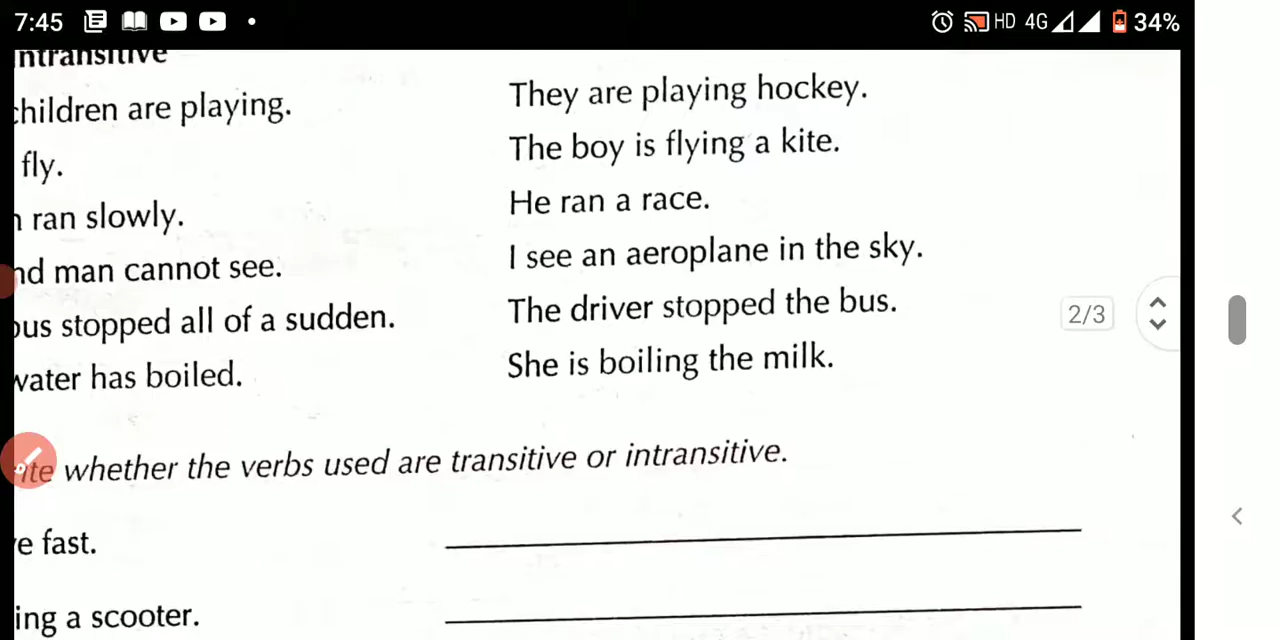 7:45 HD 4G 34%
ntransitive
children are playing. They are playing hockey.
fly. The boy is flying a kite.
ran slowly. He ran a race.
nd man cannot see. I see an aeroplane in the sky.
bus stopped all of a sudden. The driver stopped the bus.
water has boiled. She is boiling the milk.
2/3
ite whether the verbs used are transitive or intransitive.
e fast.
ing a scooter.